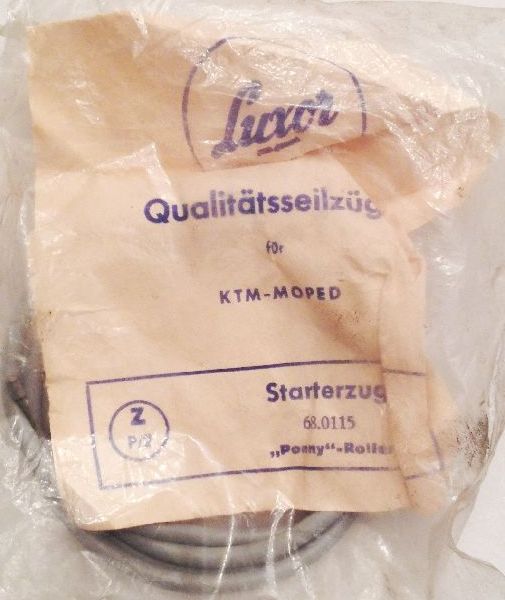 Luxor
Qualitätsseilzüg
für
KTM-MOPED
Starterzug
Z
68.0115
P/2
„Pony“-Roller